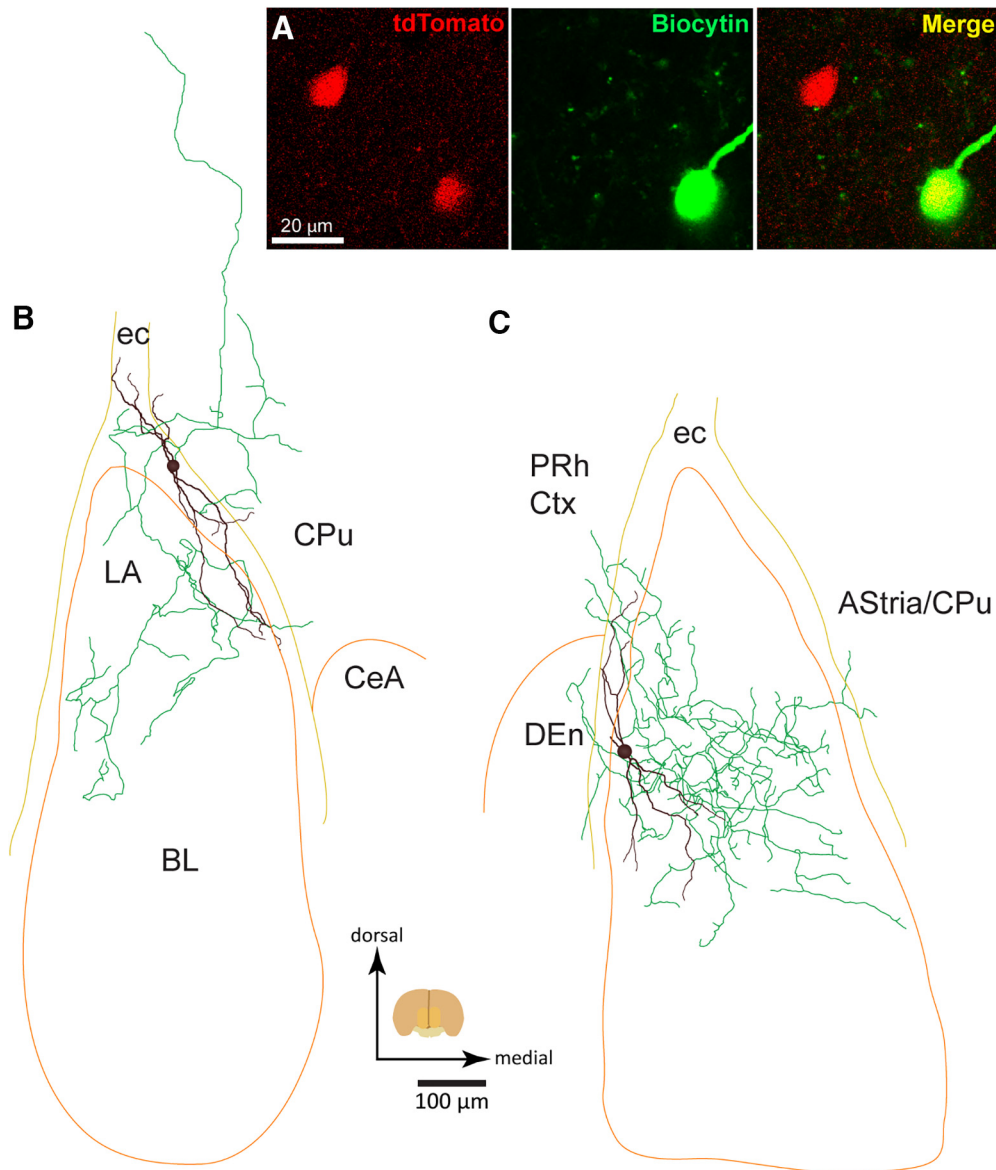 A
tdTomato
Biocytin
Merge
20 µm
B
ec
CPu
LA
CeA
BL
C
ec
PRh
Ctx
AStria/CPu
DEn
dorsal
medial
100 µm